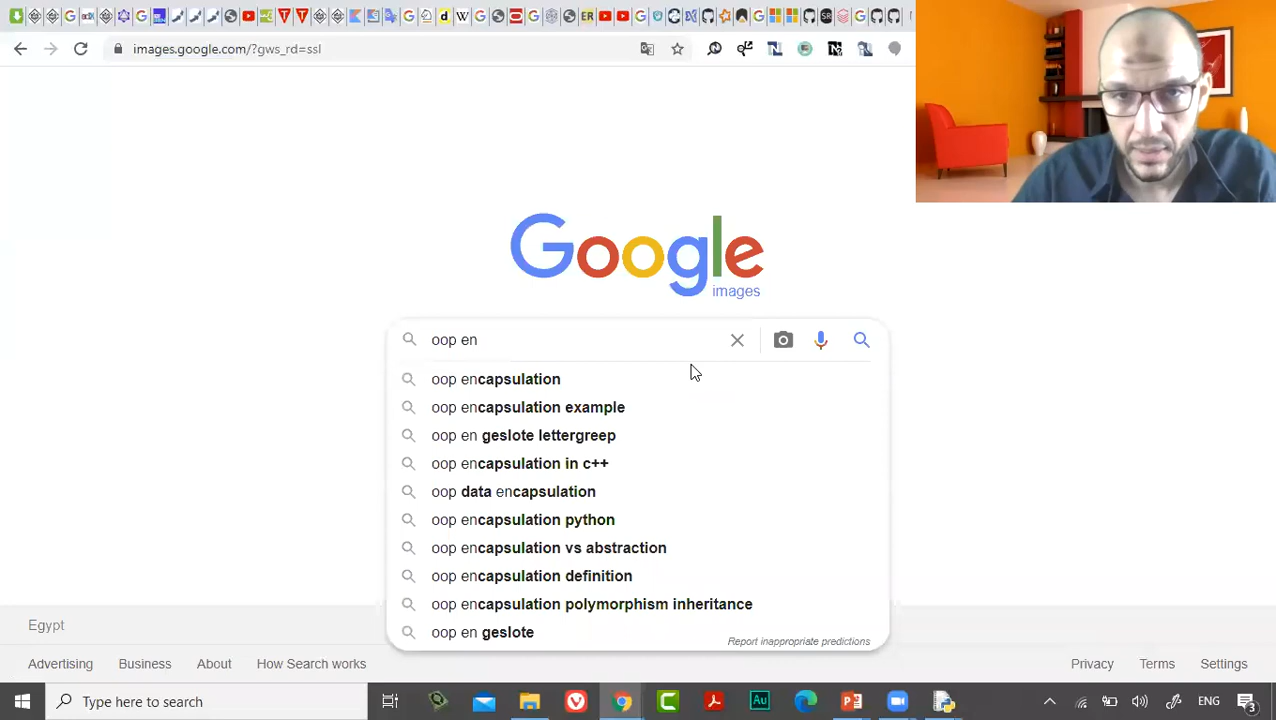 images.google.com/?gws_rd=ssl
Google
images
oop en
oop encapsulation
oop encapsulation example
oop en geslote lettergreep
oop encapsulation in c++
oop data encapsulation
oop encapsulation python
oop encapsulation vs abstraction
oop encapsulation definition
oop encapsulation polymorphism inheritance
oop en geslote
Report inappropriate predictions
Egypt
Advertising Business About How Search works Privacy Terms Settings
Type here to search ENG 3